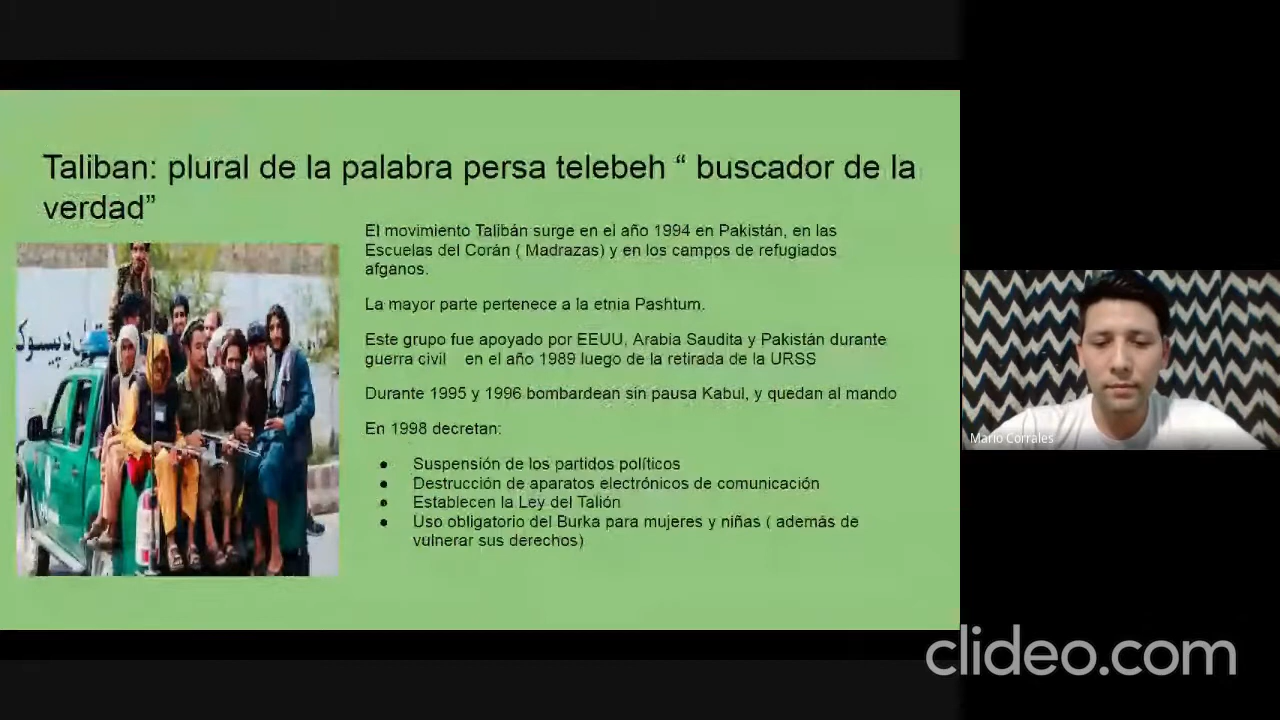 Taliban: plural de la palabra persa telebeh “ buscador de la
verdad”
El movimiento Talibán surge en el año 1994 en Pakistán, en las
Escuelas del Corán ( Madrazas) y en los campos de refugiados
afganos.
La mayor parte pertenece a la etnia Pashtum.
Este grupo fue apoyado por EEUU, Arabia Saudita y Pakistán durante
guerra civil en el año 1989 luego de la retirada de la URSS
Durante 1995 y 1996 bombardean sin pausa Kabul, y quedan al mando
En 1998 decretan:
● Suspensión de los partidos políticos
● Destrucción de aparatos electrónicos de comunicación
● Establecen la Ley del Talión
● Uso obligatorio del Burka para mujeres y niñas ( además de
vulnerar sus derechos)
Mario Corrales
clideo.com